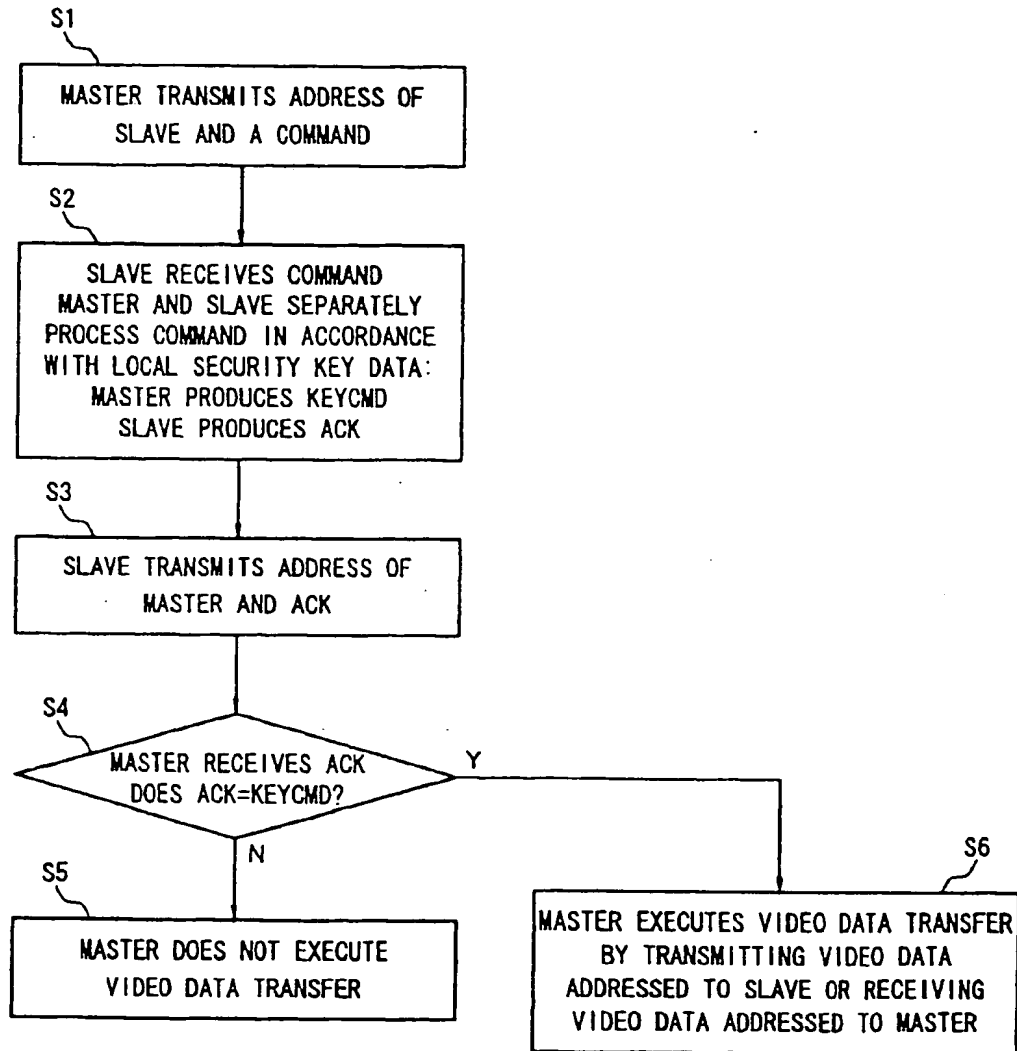 S1
MASTER TRANSMITS ADDRESS OF
SLAVE AND A COMMAND
S2
SLAVE RECEIVES COMMAND
MASTER AND SLAVE SEPARATELY
PROCESS COMMAND IN ACCORDANCE
WITH LOCAL SECURITY KEY DATA:
MASTER PRODUCES KEYCMD
SLAVE PRODUCES ACK
S3
SLAVE TRANSMITS ADDRESS OF
MASTER AND ACK
S4
MASTER RECEIVES ACK
DOES ACK=KEYCMD?
Y
N
S5
MASTER DOES NOT EXECUTE
VIDEO DATA TRANSFER
S6
MASTER EXECUTES VIDEO DATA TRANSFER
BY TRANSMITTING VIDEO DATA
ADDRESSED TO SLAVE OR RECEIVING
VIDEO DATA ADDRESSED TO MASTER